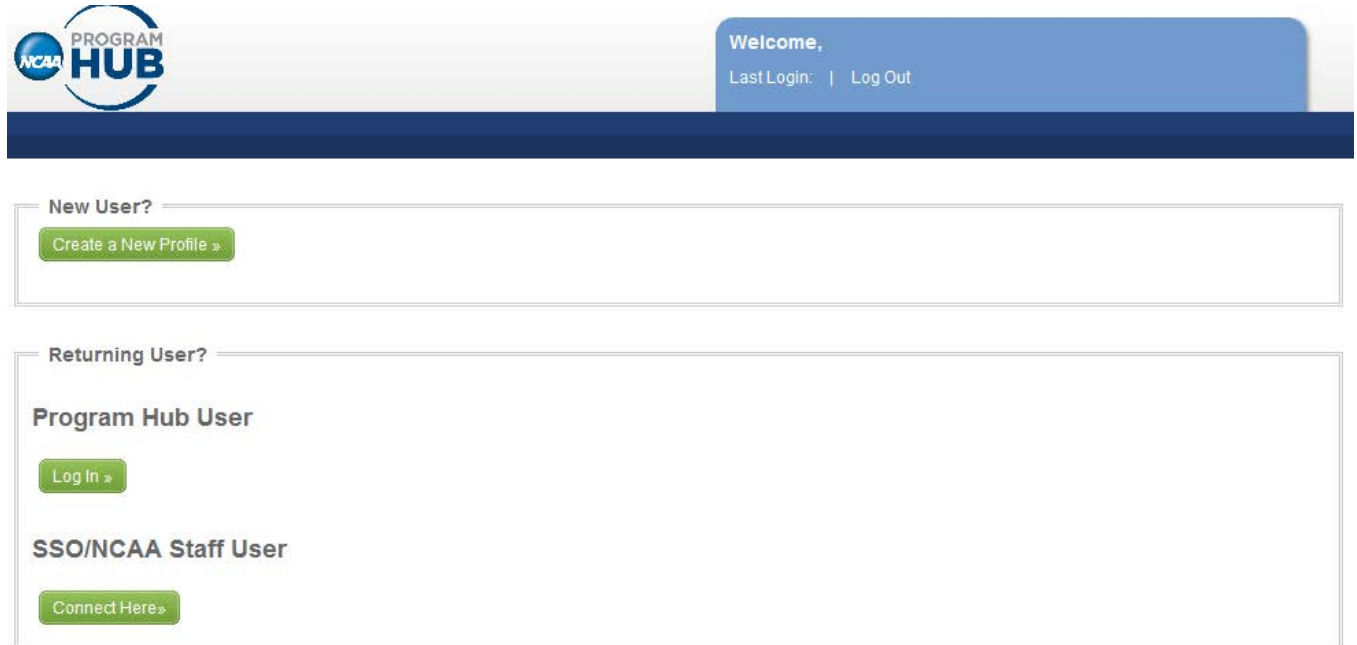 PROGRAM
NCAA HUB
Welcome,
Last Login: | Log Out
New User?
Create a New Profile »
Returning User?
Program Hub User
Log In »
SSO/NCAA Staff User
Connect Here»